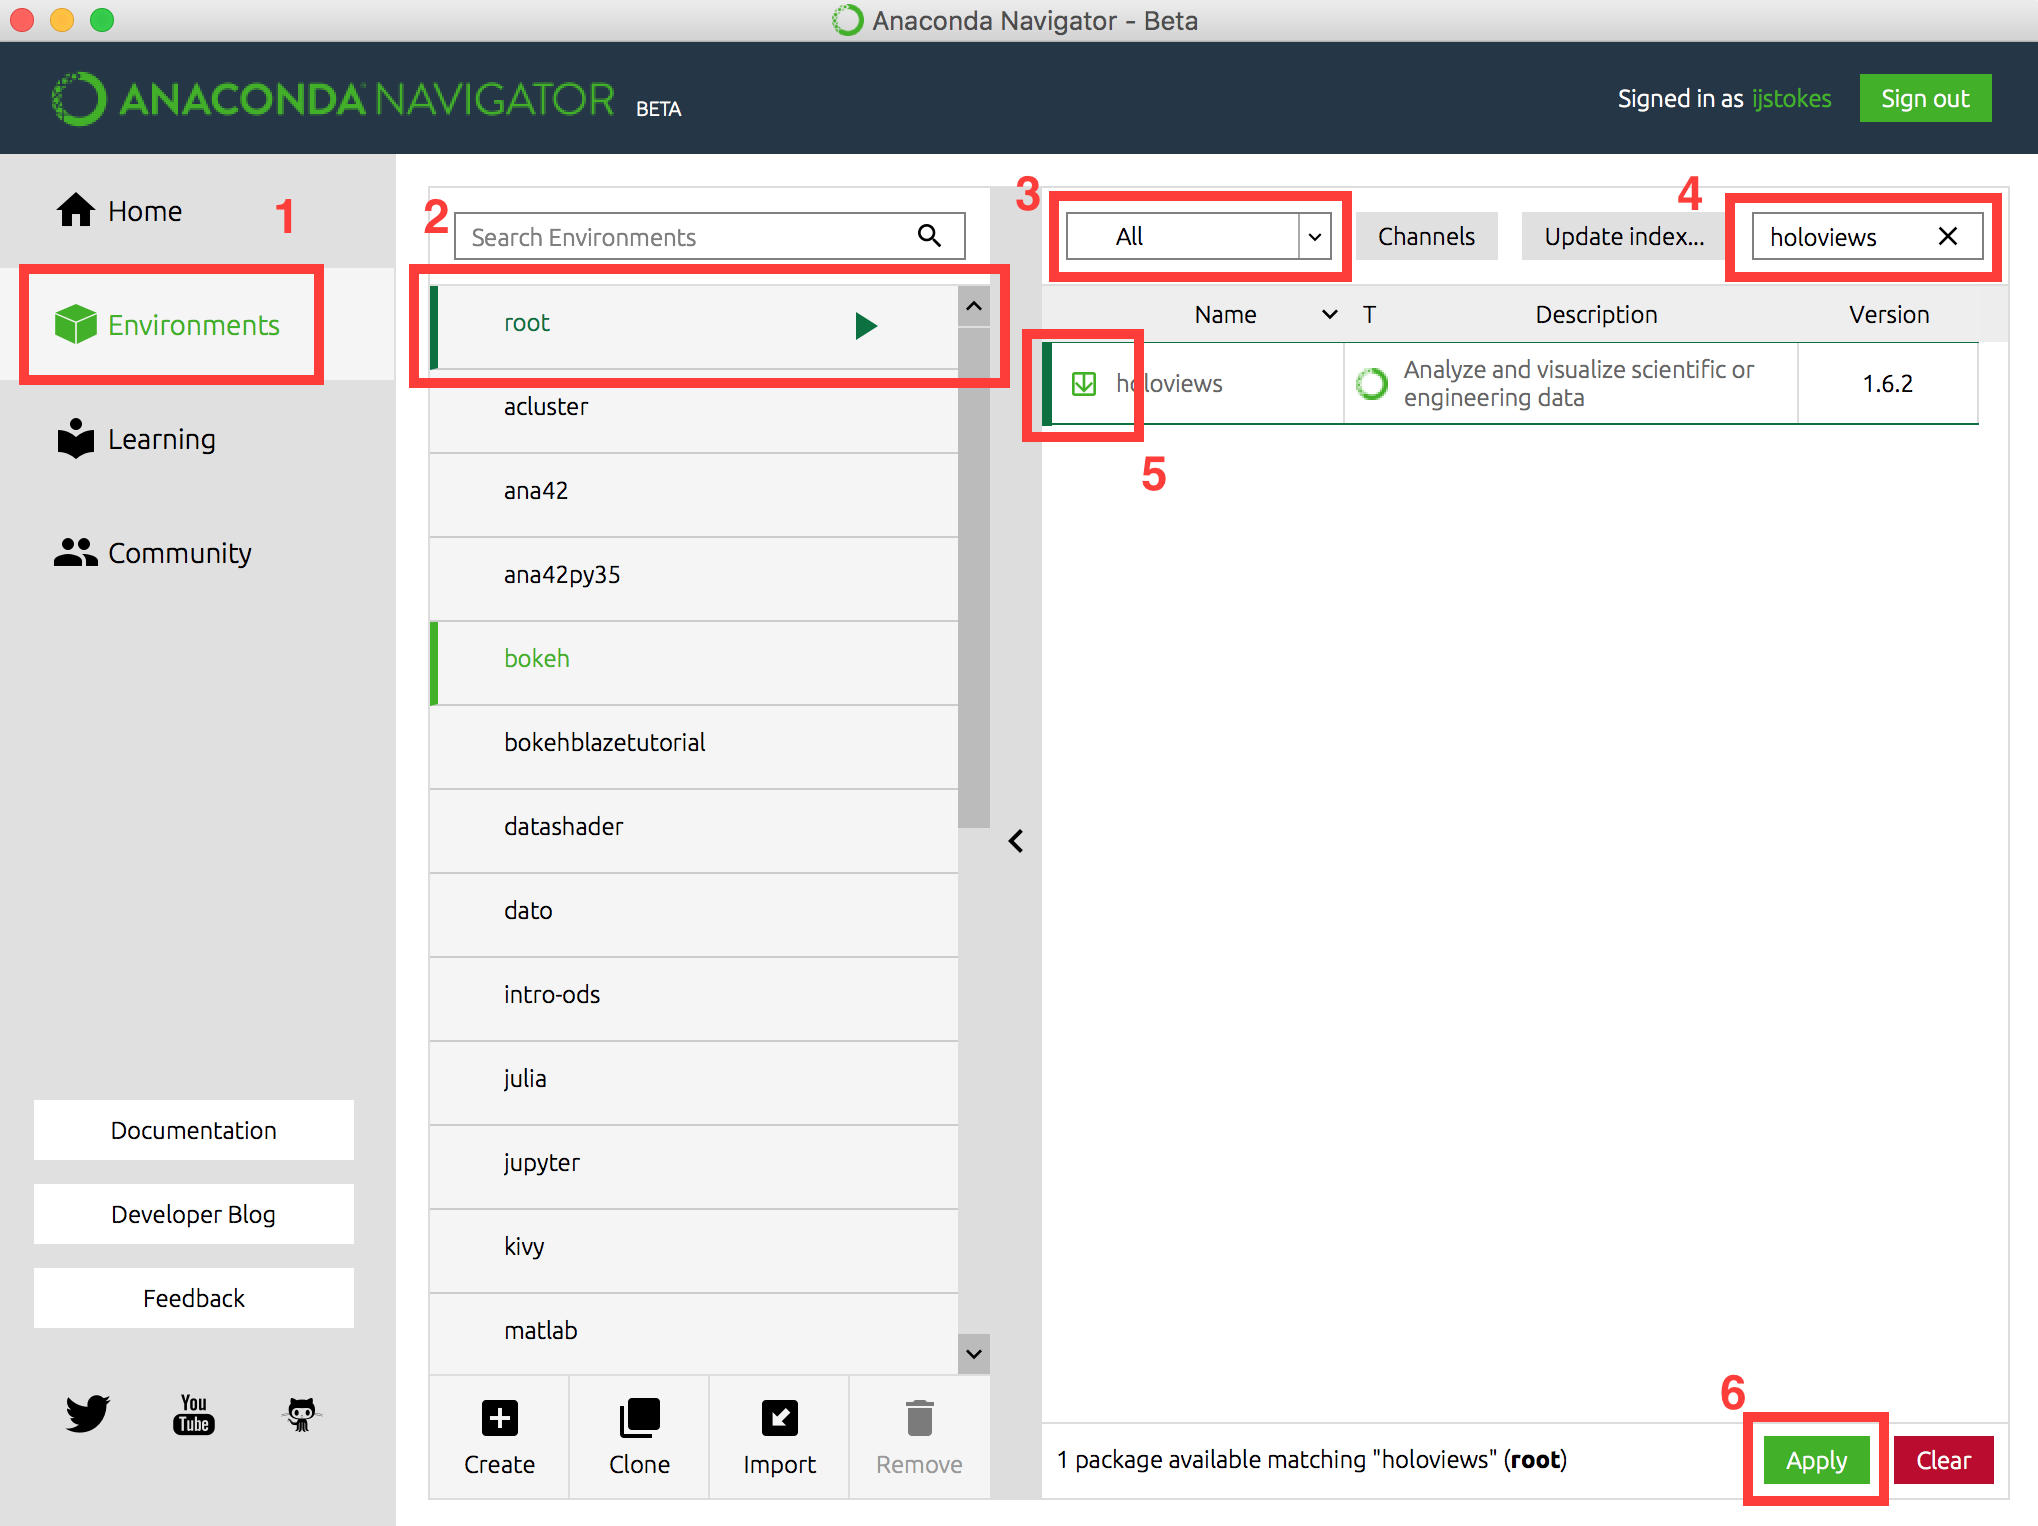 Anaconda Navigator - Beta
ANACONDA NAVIGATOR BETA
Signed in as ijstokes
Sign out
Home
1
Environments
Learning
Community
Documentation
Developer Blog
Feedback
You
Tube
2
Search Environments
root
acluster
ana42
ana42py35
bokeh
bokehblazetutorial
datashader
dato
intro-ods
julia
jupyter
kivy
matlab
Create
Clone
Import
Remove
3
All
Channels
Update index...
4
holoviews
Name
T
Description
Version
holoviews
Analyze and visualize scientific or
engineering data
1.6.2
5
1 package available matching "holoviews" (root)
6
Apply
Clear